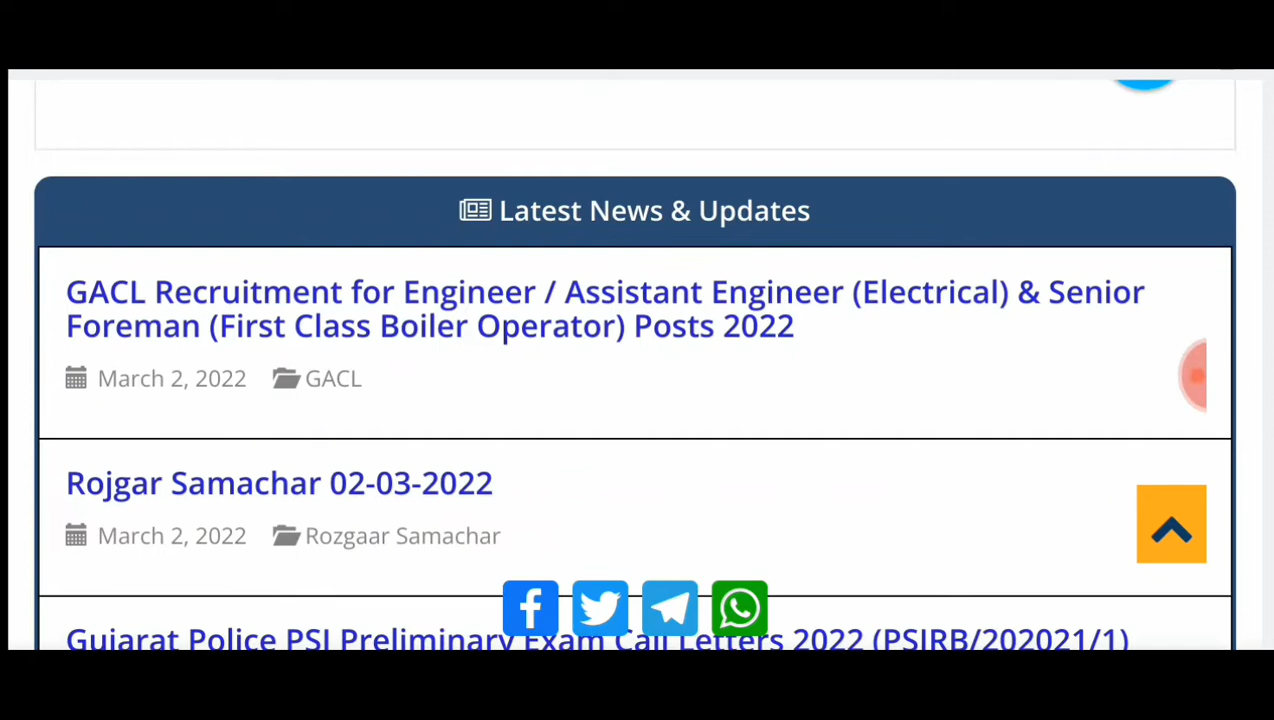 Latest News & Updates
GACL Recruitment for Engineer / Assistant Engineer (Electrical) & Senior
Foreman (First Class Boiler Operator) Posts 2022
March 2, 2022 GACL
Rojgar Samachar 02-03-2022
March 2, 2022 Rozgaar Samachar
Gujarat Police PSI Preliminary Exam Call Letters 2022 (PSIRB/202021/1)